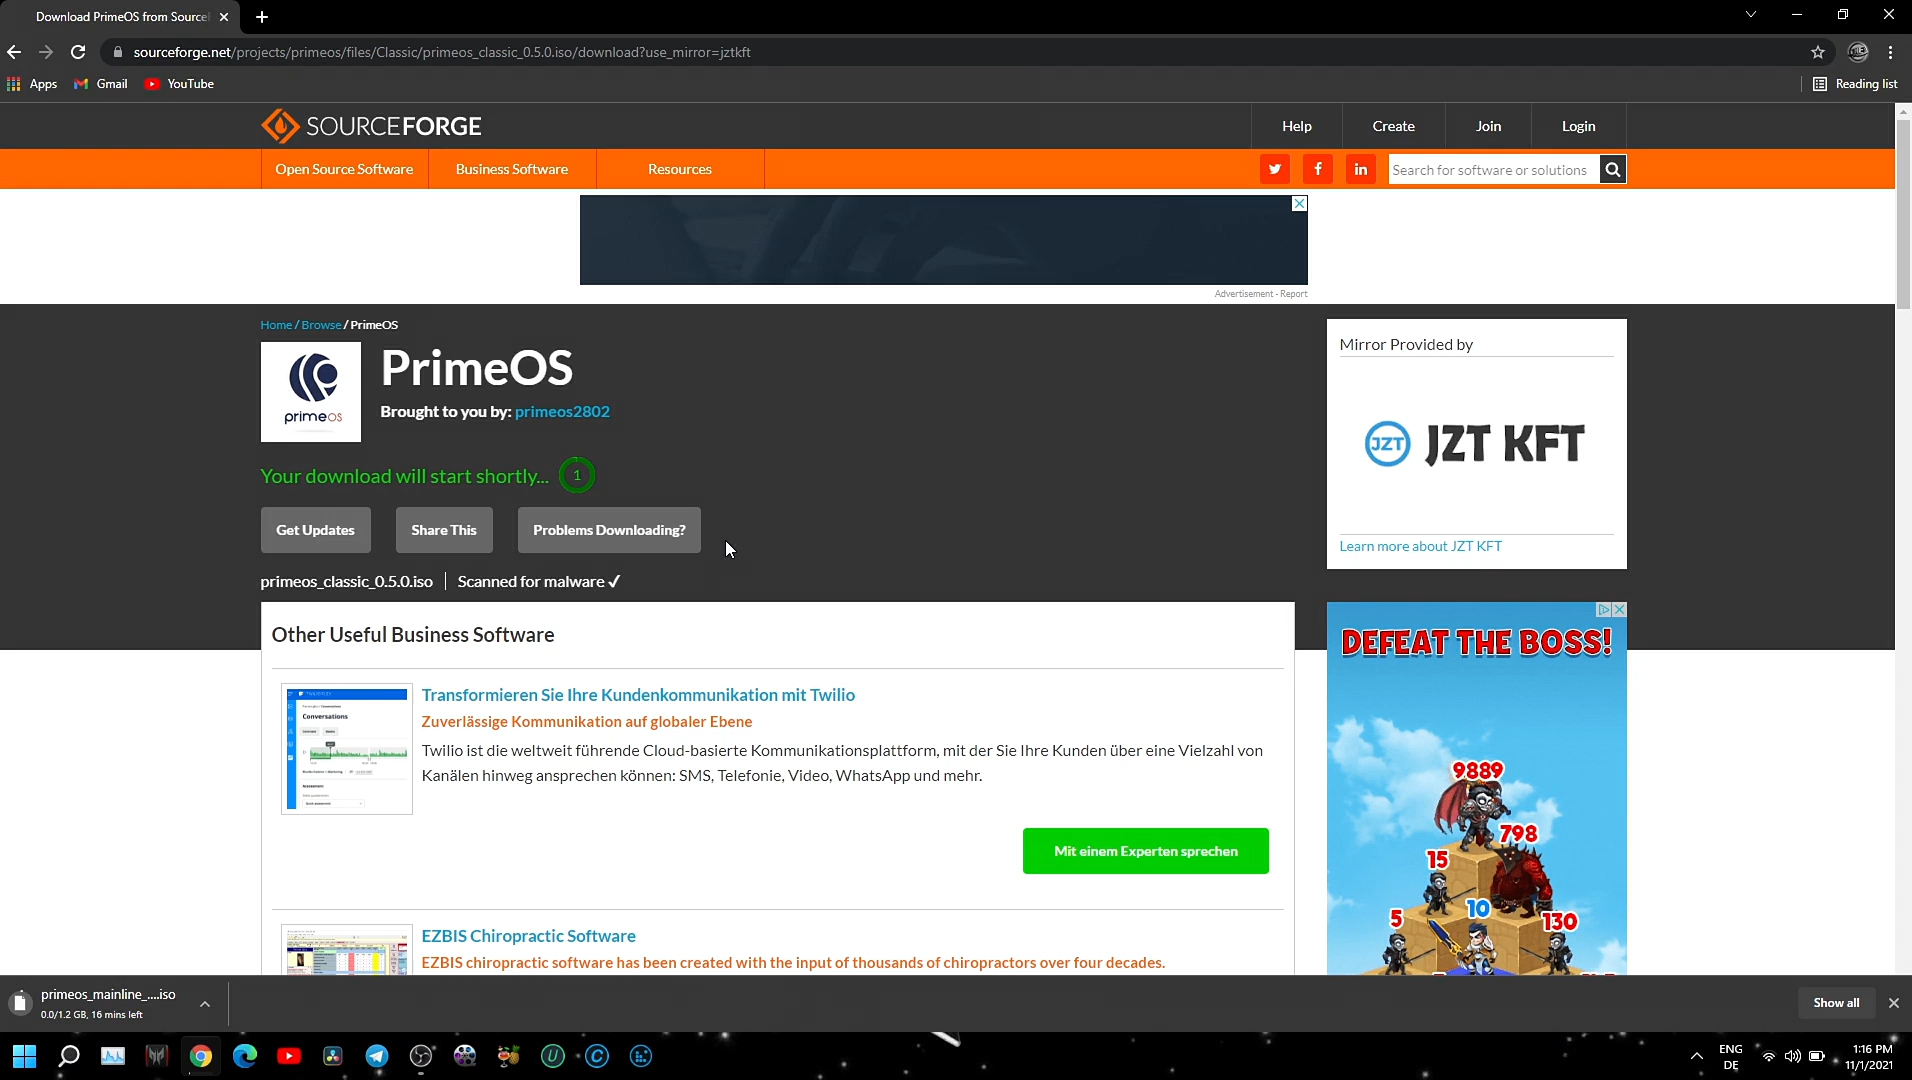 Download PrimeOS from Source
sourceforge.net/projects/primeos/files/Classic/primeos_classic_0.5.0.iso/download?use_mirror=jztkft
Apps
Gmail
YouTube
Reading list
SOURCEFORGE
Help
Create
Join
Login
Open Source Software
Business Software
Resources
Search for software or solutions
Advertisement - Report
Home / Browse / PrimeOS
primeos
PrimeOS
Brought to you by: primeos2802
Mirror Provided by
JZT JZT KFT
Learn more about JZT KFT
Your download will start shortly... 1
Get Updates
Share This
Problems Downloading?
primeos_classic_0.5.0.iso
Scanned for malware ✓
Other Useful Business Software
Conversations
Transformieren Sie Ihre Kundenkommunikation mit Twilio
Zuverlässige Kommunikation auf globaler Ebene
Twilio ist die weltweit führende Cloud-basierte Kommunikationsplattform, mit der Sie Ihre Kunden über eine Vielzahl von
Kanälen hinweg ansprechen können: SMS, Telefonie, Video, WhatsApp und mehr.
Mit einem Experten sprechen
EZBIS Chiropractic Software
EZBIS chiropractic software has been created with the input of thousands of chiropractors over four decades.
DEFEAT THE BOSS!
9889
798
15
10
5
130
primeos_mainline_....iso
0.0/1.2 GB, 16 mins left
Show all
ENG
DE
1:16 PM
11/1/2021